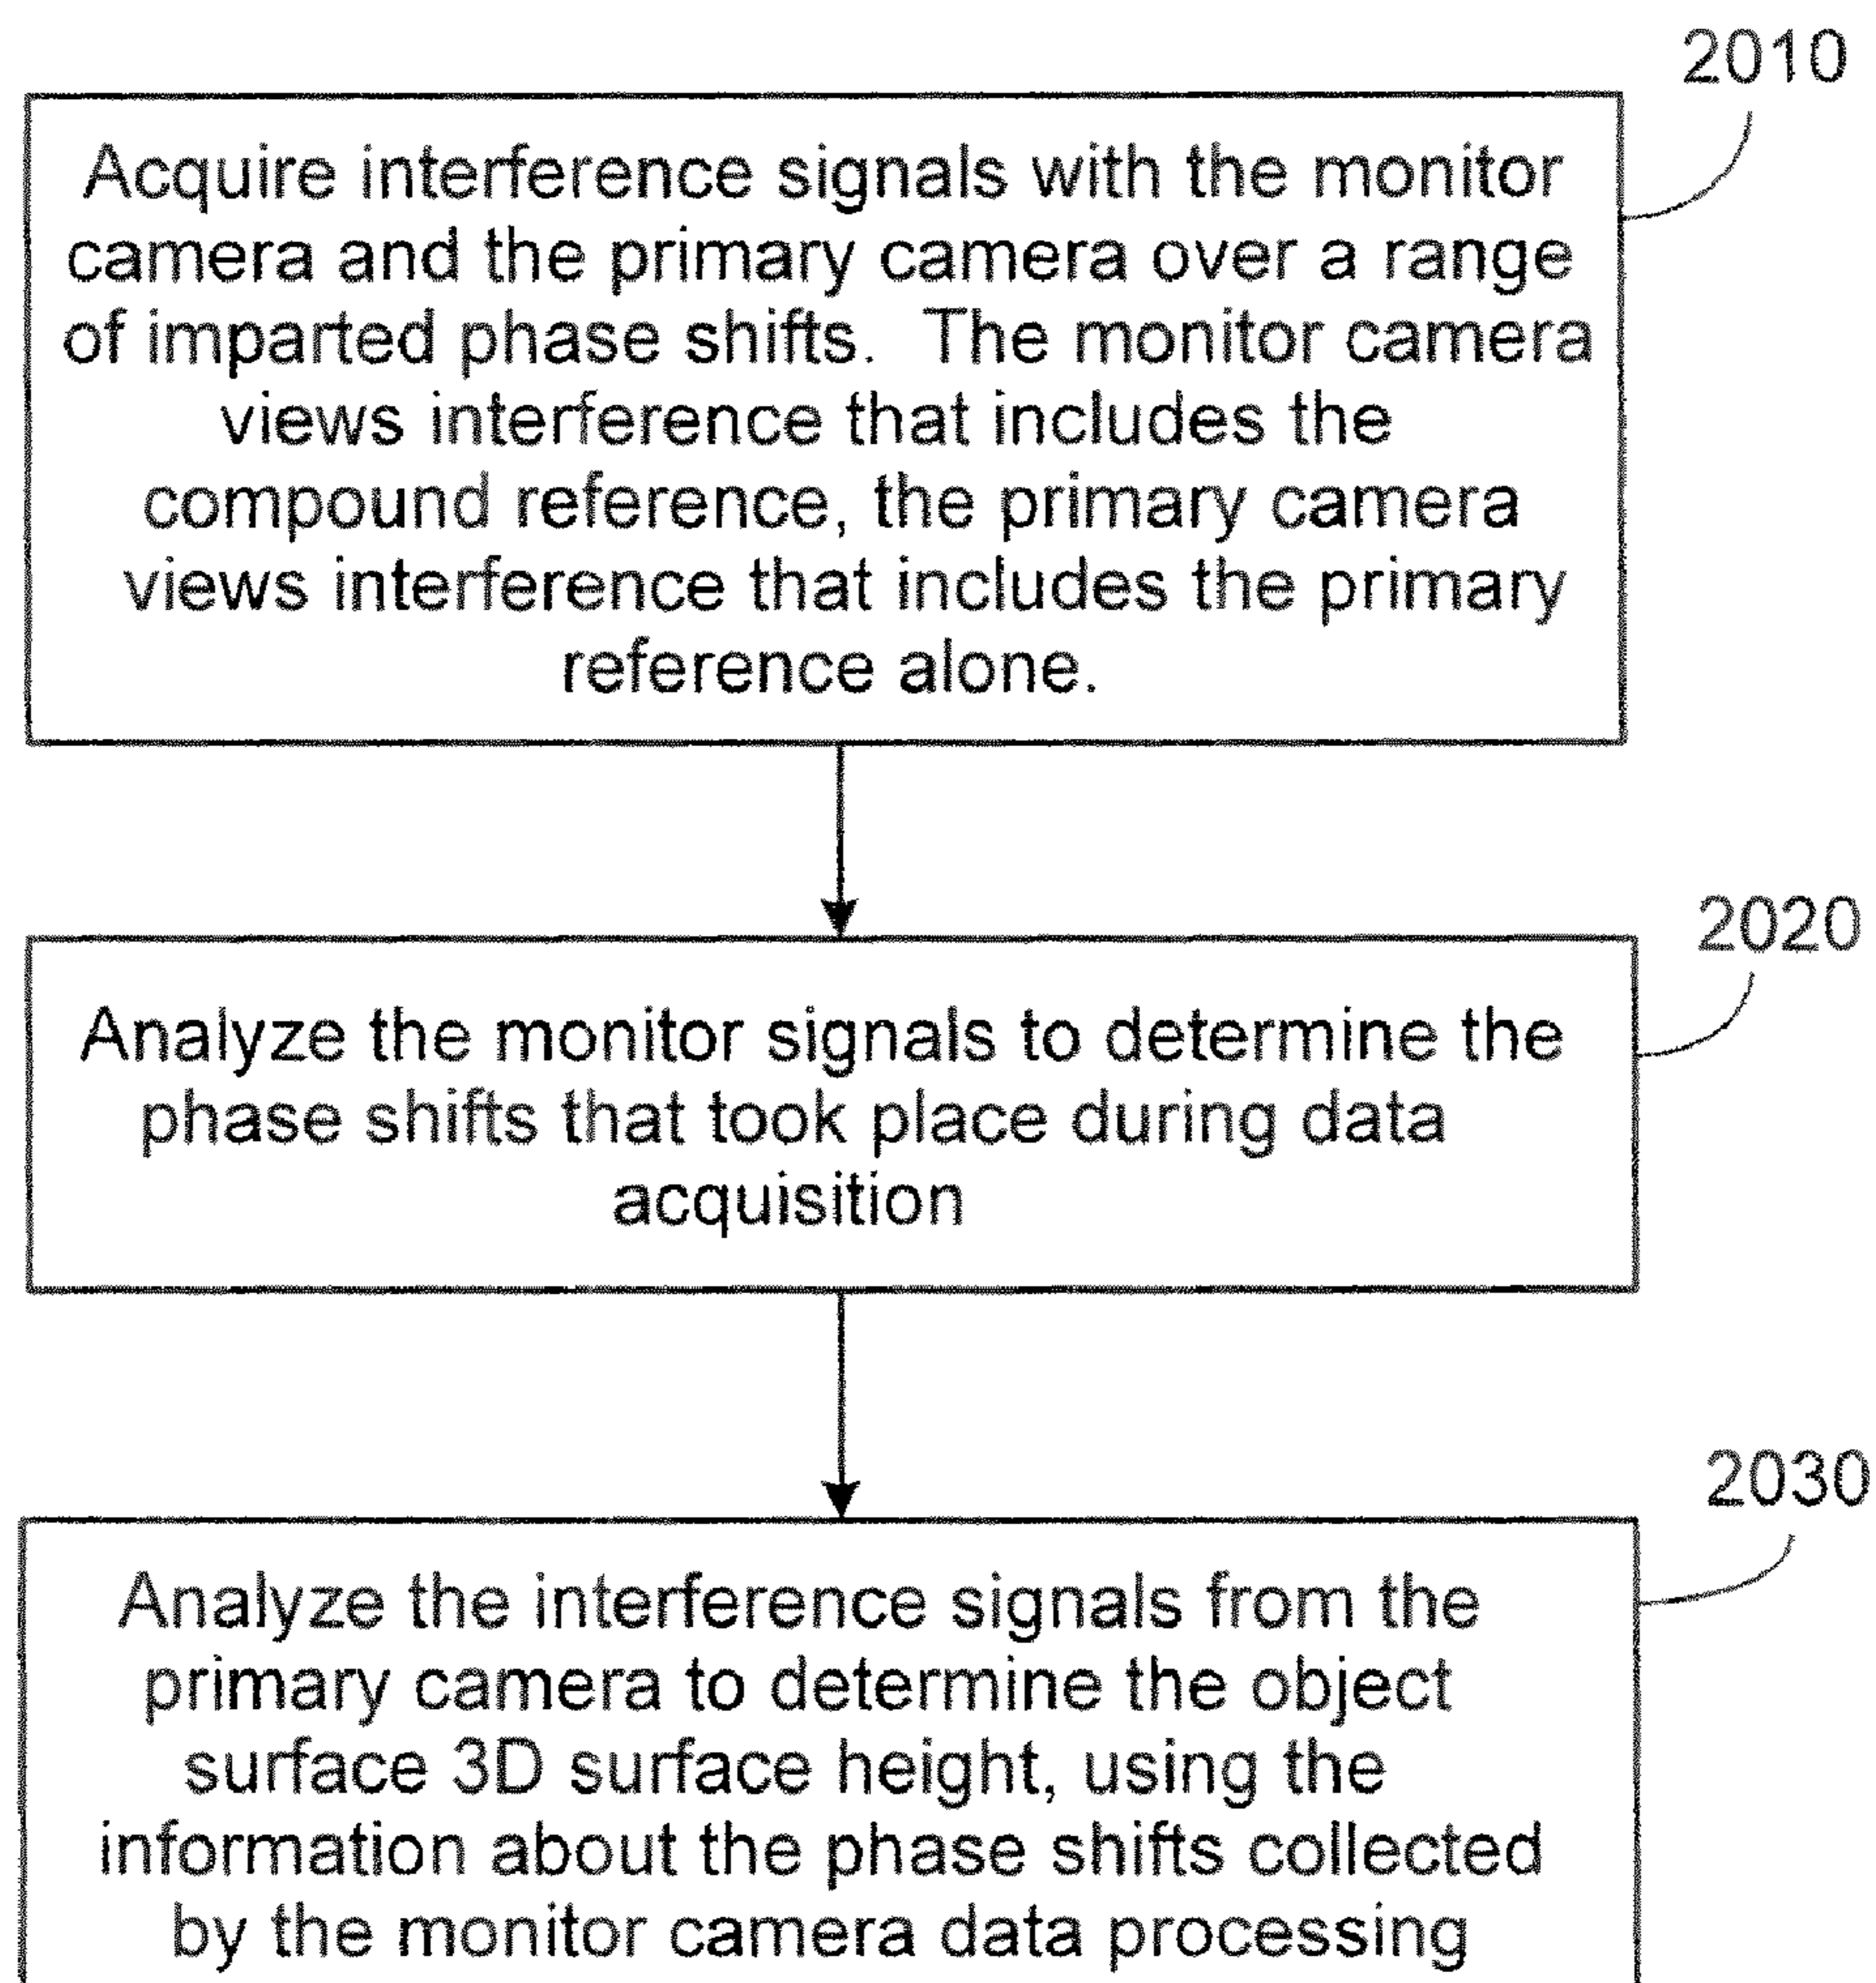 2010
Acquire interference signals with the monitor
camera and the primary camera over a range
of imparted phase shifts. The monitor camera
views interference that includes the
compound reference, the primary camera
views interference that includes the primary
reference alone.
2020
Analyze the monitor signals to determine the
phase shifts that took place during data
acquisition
2030
Analyze the interference signals from the
primary camera to determine the object
surface 3D surface height, using the
information about the phase shifts collected
by the monitor camera data processing